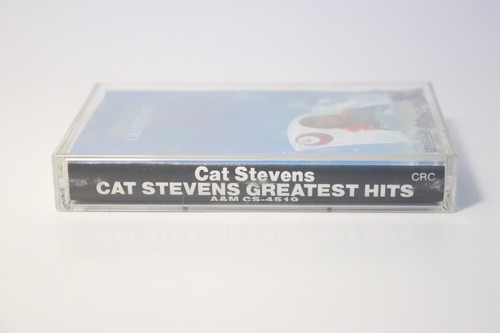 Cat Stevens
CAT STEVENS GREATEST HITS
CRC
A&M CS-4519